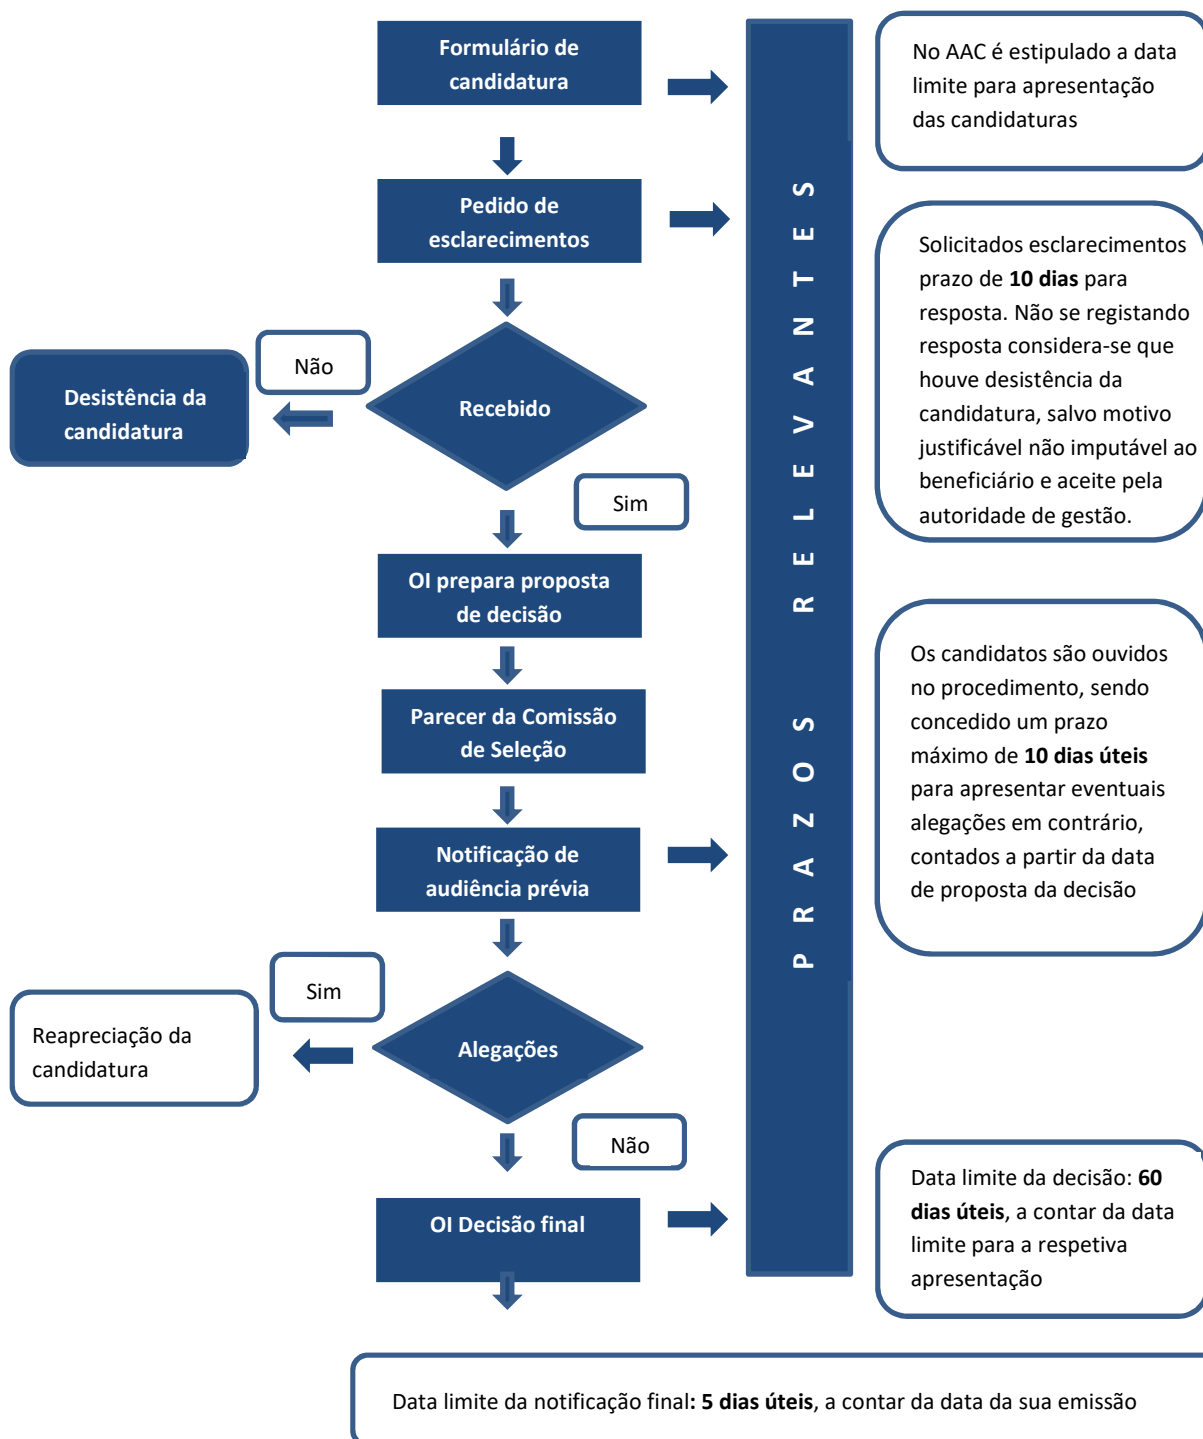 Formulário de
candidatura
No AAC é estipulado a data
limite para apresentação
das candidaturas
Pedido de
esclarecimentos
Solicitados esclarecimentos
prazo de 10 dias para
resposta. Não se registando
resposta considera-se que
houve desistência da
candidatura, salvo motivo
justificável não imputável ao
beneficiário e aceite pela
autoridade de gestão.
Recebido
Não
Desistência da
candidatura
Sim
OI prepara proposta
de decisão
Parecer da Comissão
de Seleção
Notificação de
audiência prévia
Os candidatos são ouvidos
no procedimento, sendo
concedido um prazo
máximo de 10 dias úteis
para apresentar eventuais
alegações em contrário,
contados a partir da data
de proposta da decisão
Alegações
Sim
Reapreciação da
candidatura
Não
OI Decisão final
Data limite da decisão: 60
dias úteis, a contar da data
limite para a respetiva
apresentação
PRAZOS RELEVANTES
Data limite da notificação final: 5 dias úteis, a contar da data da sua emissão